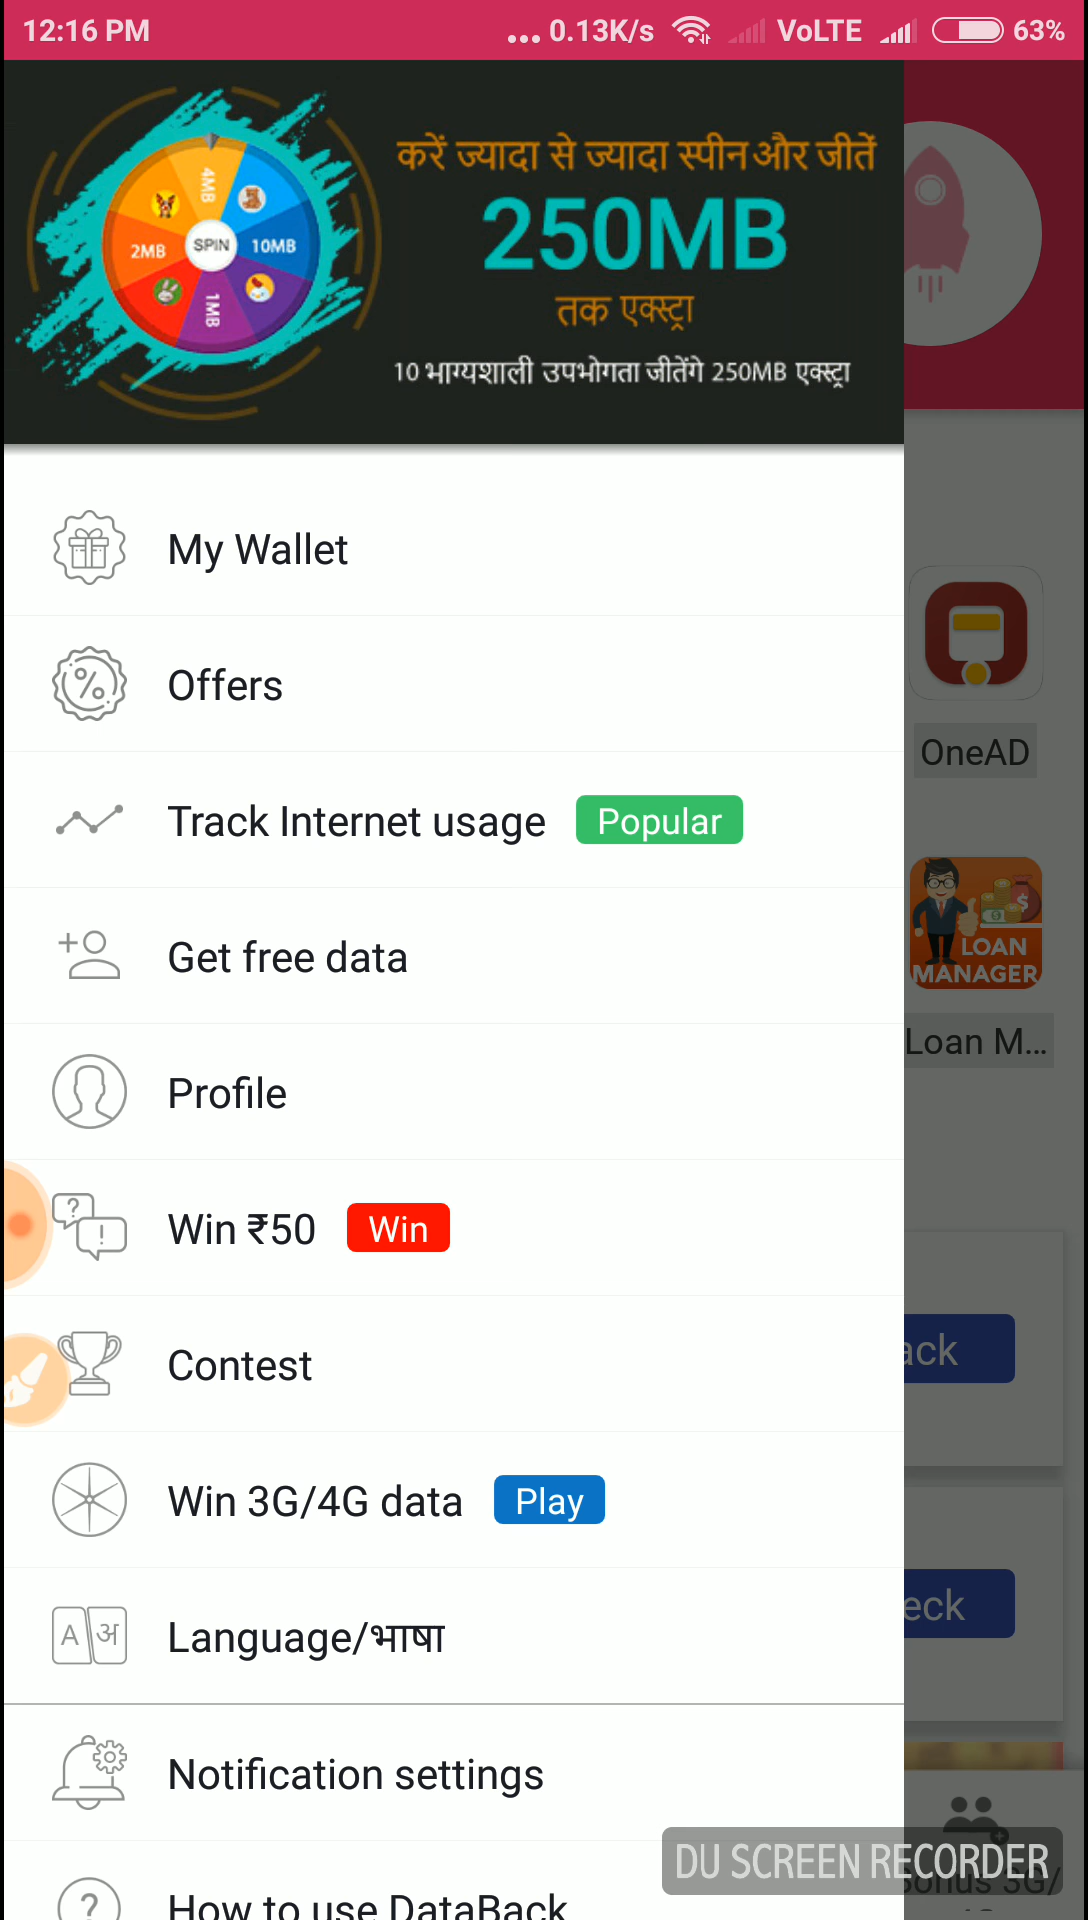 12:16 PM
... 0.13K/s VoLTE 63%
करें ज्यादा से ज्यादा स्पीन और जीतें
250MB
तक एक्स्ट्रा
10 भाग्यशाली उपभोगता जीतेंगे 250MB एक्स्ट्रा
4MB
2MB SPIN 10MB
1MB
My Wallet
Offers
OneAD
Track Internet usage Popular
LOAN
MANAGER
Get free data
Loan M...
Profile
Win ₹50 Win
Contest
ack
Win 3G/4G data Play
eck
A अ Language/भाषा
Notification settings
DU SCREEN RECORDER
Bonus 3G/
How to use DataBack